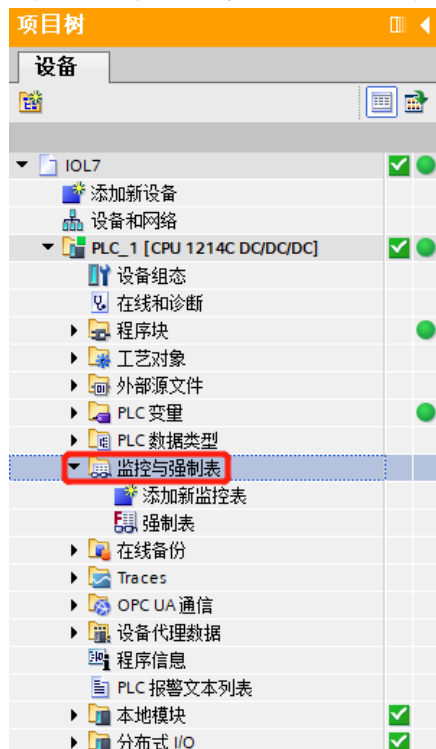 项目树
设备
IOL7
添加新设备
设备和网络
PLC_1 [CPU 1214C DC/DC/DC]
设备组态
在线和诊断
程序块
工艺对象
外部源文件
PLC 变量
PLC 数据类型
监控与强制表
添加新监控表
强制表
在线备份
Traces
OPC UA 通信
设备代理数据
程序信息
PLC 报警文本列表
本地模块
分布式 I/O